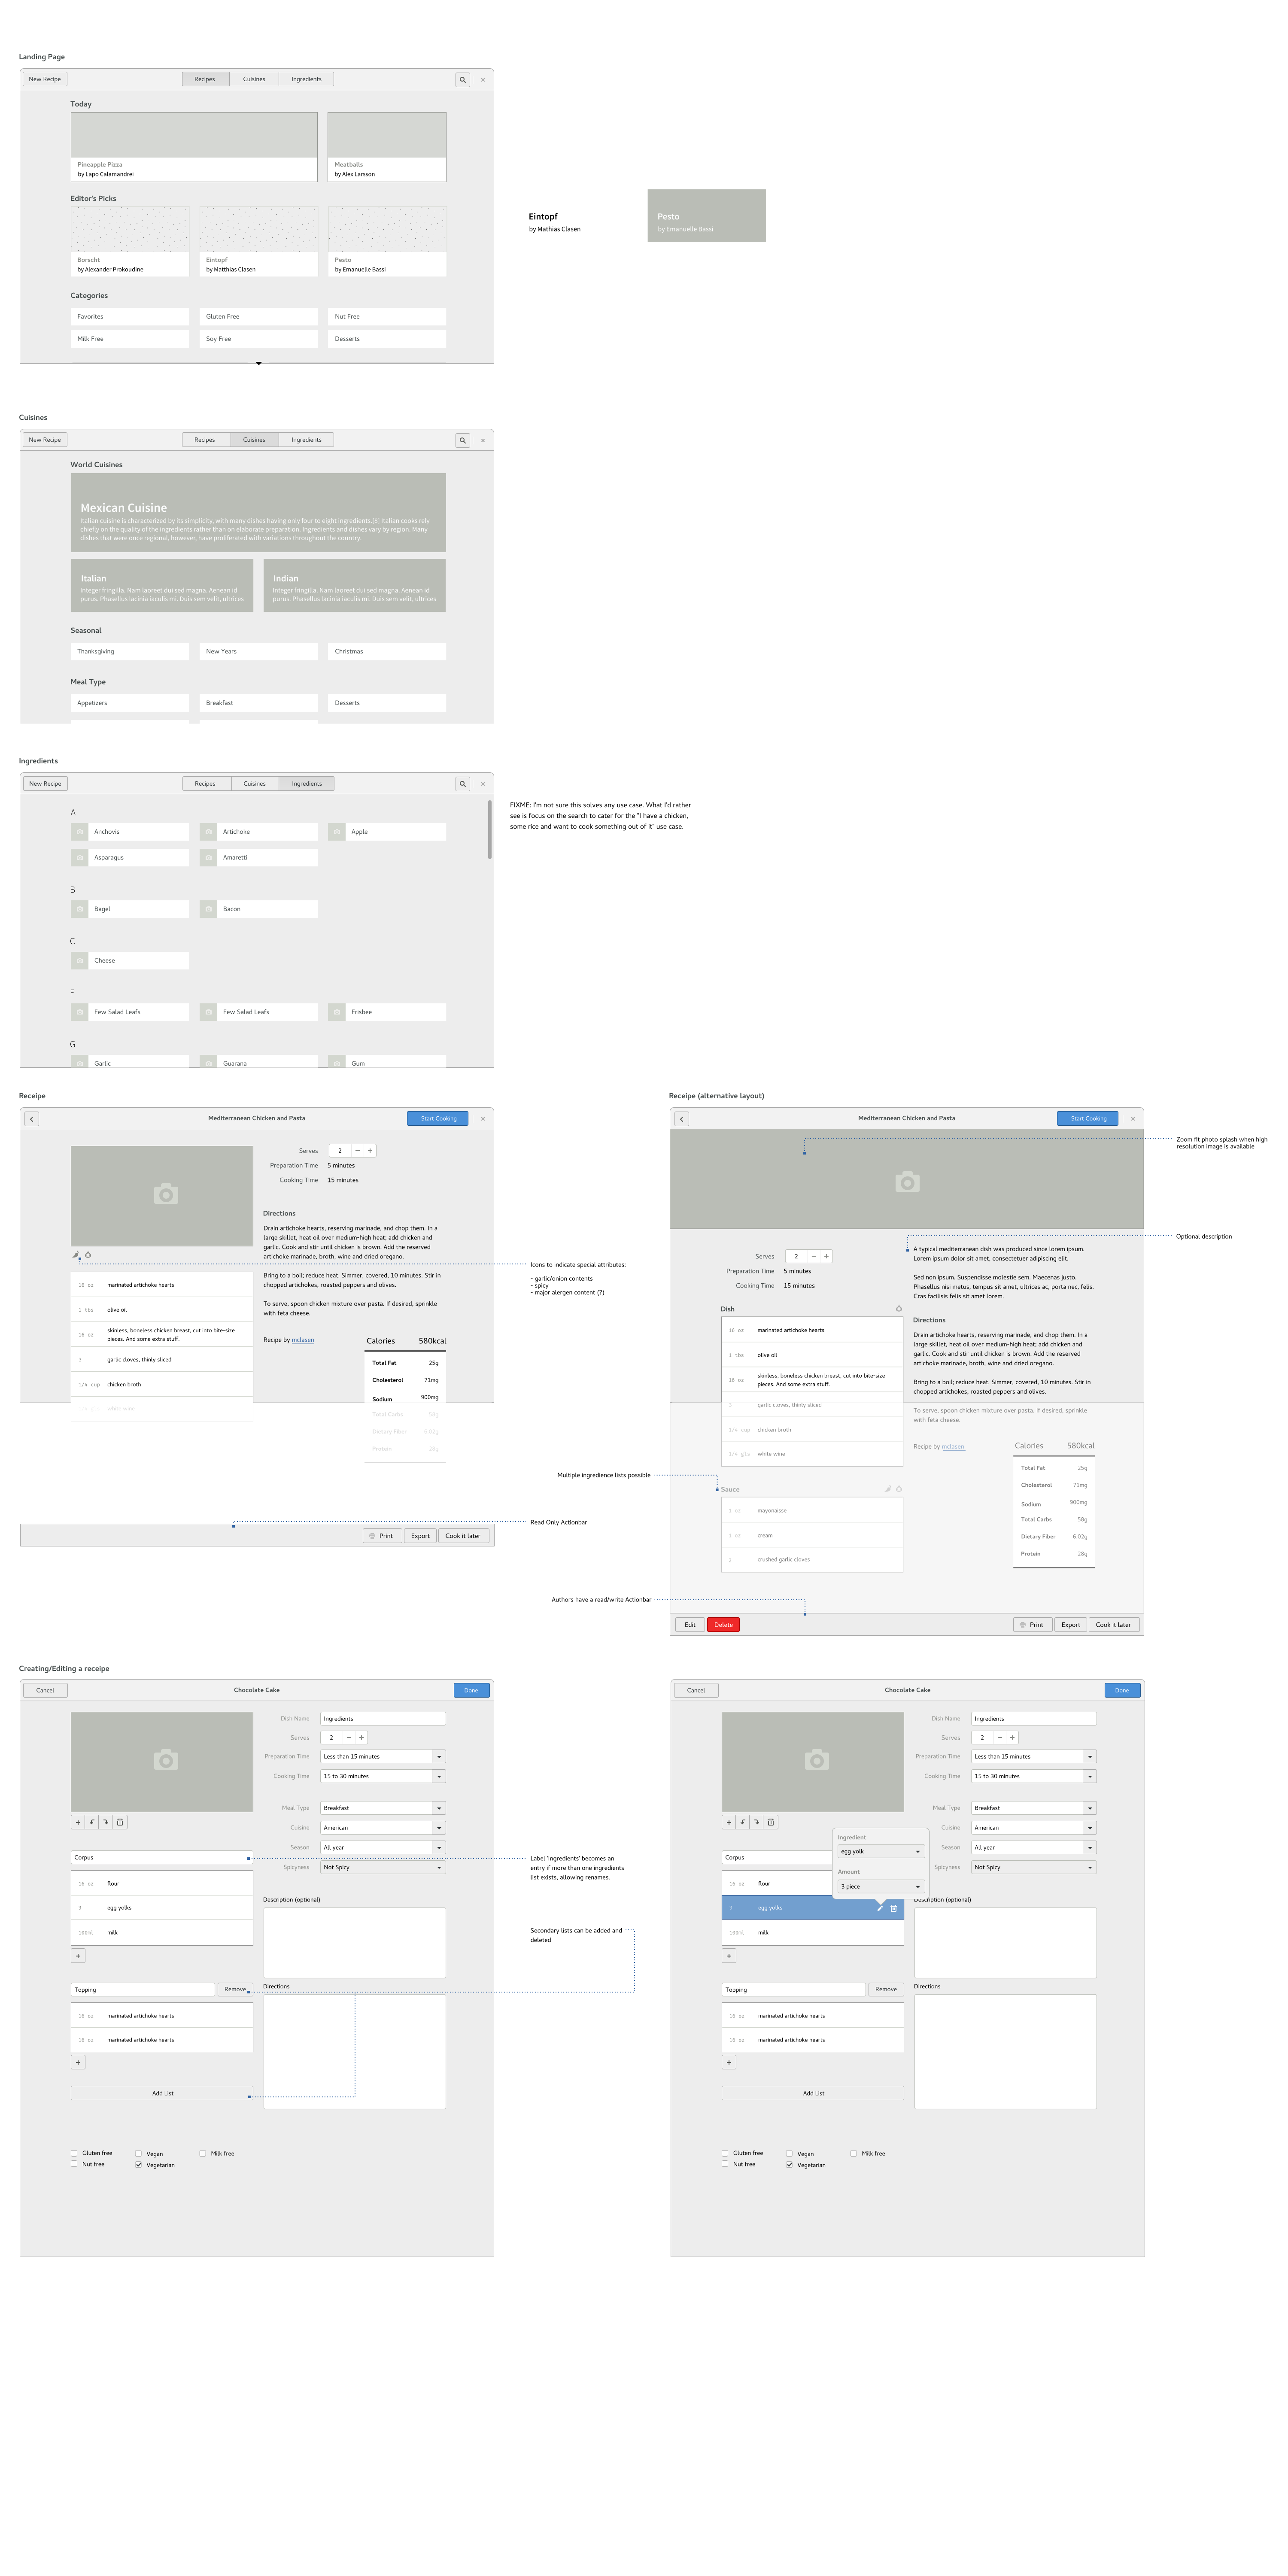 Landing Page
New Recipe
Recipes
Cuisines
Ingredients
×
Today
Pineapple Pizza
by Lapo Calamandrei
Meatballs
by Alex Larsson
Editor's Picks
Borscht
by Alexander Prokoudine
Eintopf
by Matthias Clasen
Pesto
by Emanuelle Bassi
Categories
Favorites
Gluten Free
Nut Free
Milk Free
Soy Free
Desserts
Eintopf
by Mathias Clasen
Pesto
by Emanuelle Bassi
Cuisines
New Recipe
Recipes
Cuisines
Ingredients
×
World Cuisines
Mexican Cuisine
Italian cuisine is characterized by its simplicity, with many dishes having only four to eight ingredients.[8] Italian cooks rely
chiefly on the quality of the ingredients rather than on elaborate preparation. Ingredients and dishes vary by region. Many
dishes that were once regional, however, have proliferated with variations throughout the country.
Italian
Integer fringilla. Nam laoreet dui sed magna. Aenean id
purus. Phasellus lacinia iaculis mi. Duis sem velit, ultrices
Indian
Integer fringilla. Nam laoreet dui sed magna. Aenean id
purus. Phasellus lacinia iaculis mi. Duis sem velit, ultrices
Seasonal
Thanksgiving
New Years
Christmas
Meal Type
Appetizers
Breakfast
Desserts
Ingredients
New Recipe
Recipes
Cuisines
Ingredients
×
A
Anchovis
Artichoke
Apple
Asparagus
Amaretti
B
Bagel
Bacon
C
Cheese
F
Few Salad Leafs
Few Salad Leafs
Frisbee
G
Garlic
Guarana
Gum
FIXME: I'm not sure this solves any use case. What I'd rather
see is focus on the search to cater for the "I have a chicken,
some rice and want to cook something out of it" use case.
Receipe
Mediterranean Chicken and Pasta
Start Cooking
×
Serves
2 − +
Preparation Time 5 minutes
Cooking Time 15 minutes
Directions
Drain artichoke hearts, reserving marinade, and chop them. In a
large skillet, heat oil over medium-high heat; add chicken and
garlic. Cook and stir until chicken is brown. Add the reserved
artichoke marinade, broth, wine and dried oregano.
Bring to a boil; reduce heat. Simmer, covered, 10 minutes. Stir in
chopped artichokes, roasted peppers and olives.
To serve, spoon chicken mixture over pasta. If desired, sprinkle
with feta cheese.
16 oz marinated artichoke hearts
1 tbs olive oil
16 oz skinless, boneless chicken breast, cut into bite-size
pieces. And some extra stuff.
3 garlic cloves, thinly sliced
1/4 cup chicken broth
white wine
Recipe by mclasen
Calories 580kcal
Total Fat 25g
Cholesterol 71mg
Sodium 900mg
Total Carbs 58g
Dietary Fiber 6.02g
Protein 28g
Icons to indicate special attributes:
- garlic/onion contents
- spicy
- major alergen content (?)
Read Only Actionbar
Print
Export
Cook it later
Receipe (alternative layout)
Mediterranean Chicken and Pasta
Start Cooking
×
Zoom fit photo splash when high
resolution image is available
Optional description
Serves
2 − +
Preparation Time 5 minutes
Cooking Time 15 minutes
A typical mediterranean dish was produced since lorem ipsum.
Lorem ipsum dolor sit amet, consectetuer adipiscing elit.
Sed non ipsum. Suspendisse molestie sem. Maecenas justo.
Phasellus nisi metus, tempus sit amet, ultrices ac, porta nec, felis.
Cras facilisis felis sit amet lorem.
Dish
16 oz marinated artichoke hearts
1 tbs olive oil
16 oz skinless, boneless chicken breast, cut into bite-size
pieces. And some extra stuff.
3 garlic cloves, thinly sliced
1/4 cup chicken broth
1/4 gls white wine
Directions
Drain artichoke hearts, reserving marinade, and chop them. In a
large skillet, heat oil over medium-high heat; add chicken and
garlic. Cook and stir until chicken is brown. Add the reserved
artichoke marinade, broth, wine and dried oregano.
Bring to a boil; reduce heat. Simmer, covered, 10 minutes. Stir in
chopped artichokes, roasted peppers and olives.
To serve, spoon chicken mixture over pasta. If desired, sprinkle
with feta cheese.
Recipe by mclasen
Calories 580kcal
Total Fat 25g
Cholesterol 71mg
Sodium 900mg
Total Carbs 58g
Dietary Fiber 6.02g
Protein 28g
Multiple ingredience lists possible
Sauce
mayonaisse
cream
2 crushed garlic cloves
Authors have a read/write Actionbar
Edit
Delete
Print
Export
Cook it later
Creating/Editing a receipe
Cancel
Chocolate Cake
Done
Dish Name Ingredients
Serves 2 − +
Preparation Time Less than 15 minutes
Cooking Time 15 to 30 minutes
Meal Type Breakfast
Cuisine American
Season All year
Spicyness Not Spicy
+
Corpus
16 oz flour
3 egg yolks
100ml milk
+
Topping
Remove
16 oz marinated artichoke hearts
16 oz marinated artichoke hearts
+
Add List
Description (optional)
Directions
Gluten free
Vegan
Milk free
Nut free
Vegetarian
Label 'Ingredients' becomes an
entry if more than one ingredients
list exists, allowing renames.
Secondary lists can be added and
deleted
Cancel
Chocolate Cake
Done
Dish Name Ingredients
Serves 2 − +
Preparation Time Less than 15 minutes
Cooking Time 15 to 30 minutes
Meal Type Breakfast
Cuisine American
Season All year
Spicyness Not Spicy
+
Ingredient
egg yolk
Amount
3 piece
Corpus
16 oz flour
3 egg yolks
100ml milk
+
Topping
Remove
16 oz marinated artichoke hearts
16 oz marinated artichoke hearts
+
Add List
Description (optional)
Directions
Gluten free
Vegan
Milk free
Nut free
Vegetarian